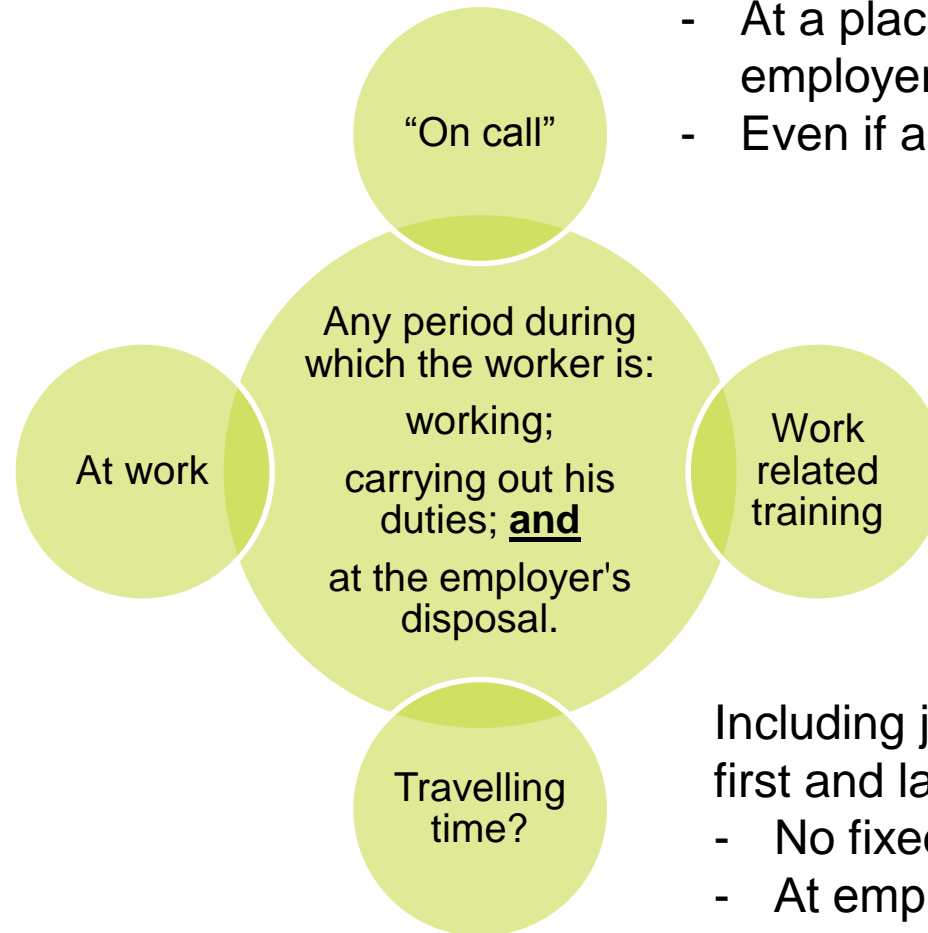 - At a plac
employer
- Even if a
“On call”
Any period during
which the worker is:
working;
carrying out his
duties; and
at the employer's
disposal.
At work
Work
related
training
Travelling
time?
Including j
first and la
- No fixe
- At emp